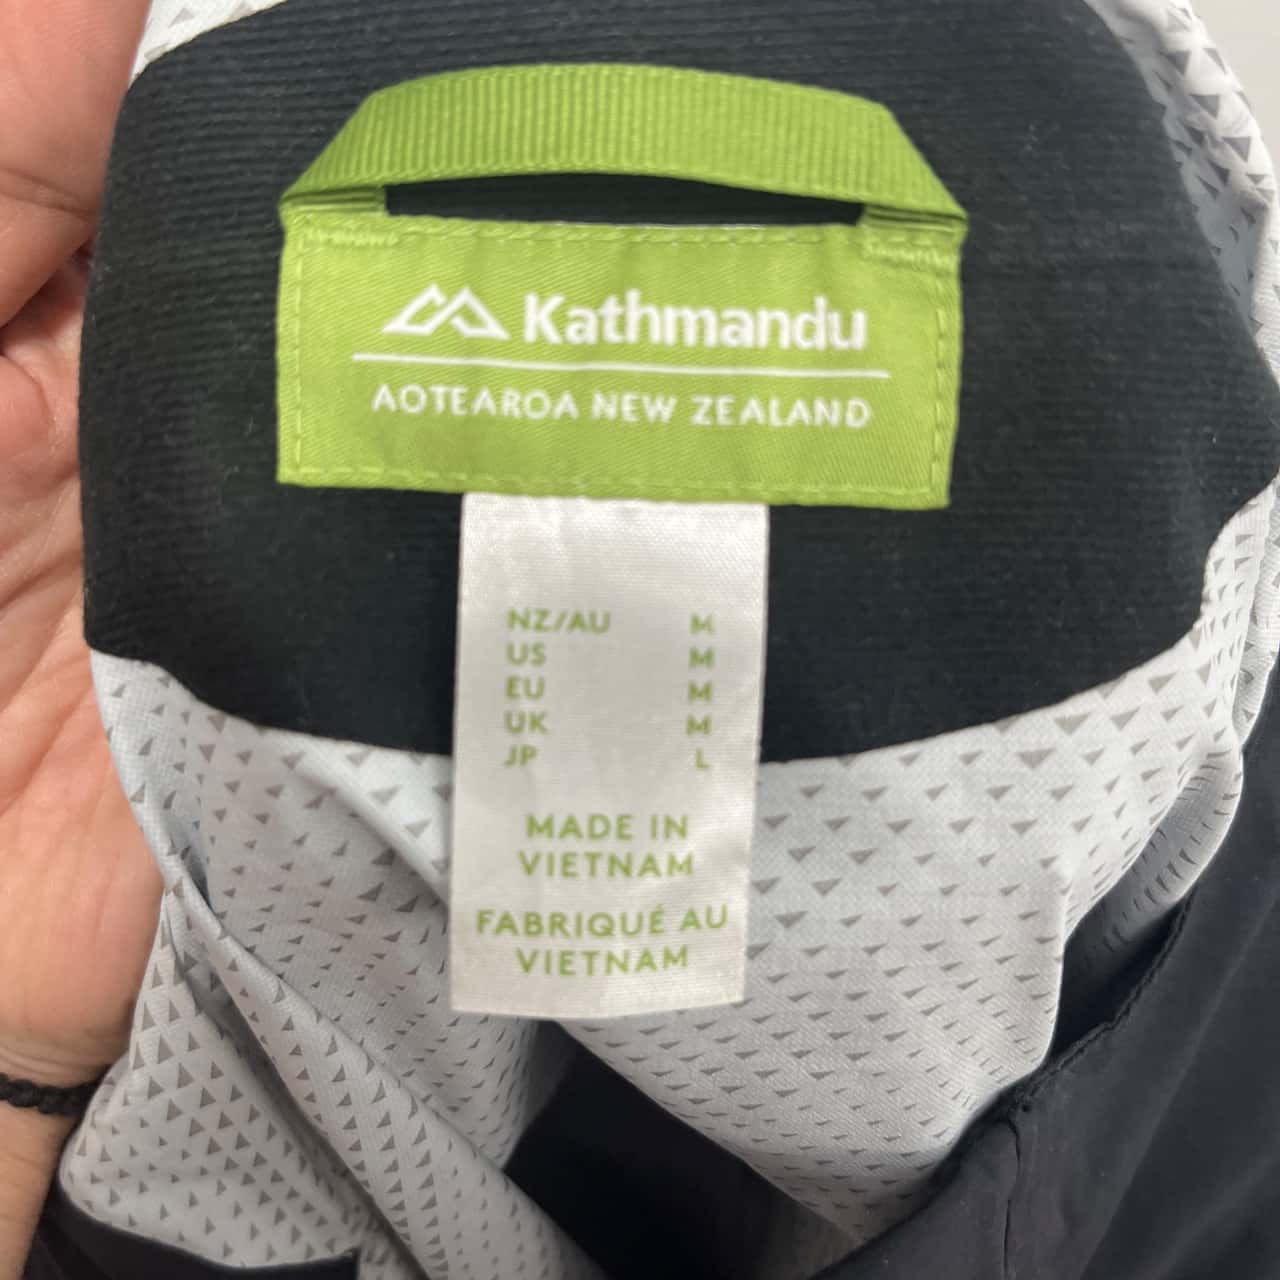 Kathmandu
AOTEAROA NEW ZEALAND
NZ/AU M
US M
EU M
UK M
JP L
MADE IN
VIETNAM
FABRIQUÉ AU
VIETNAM